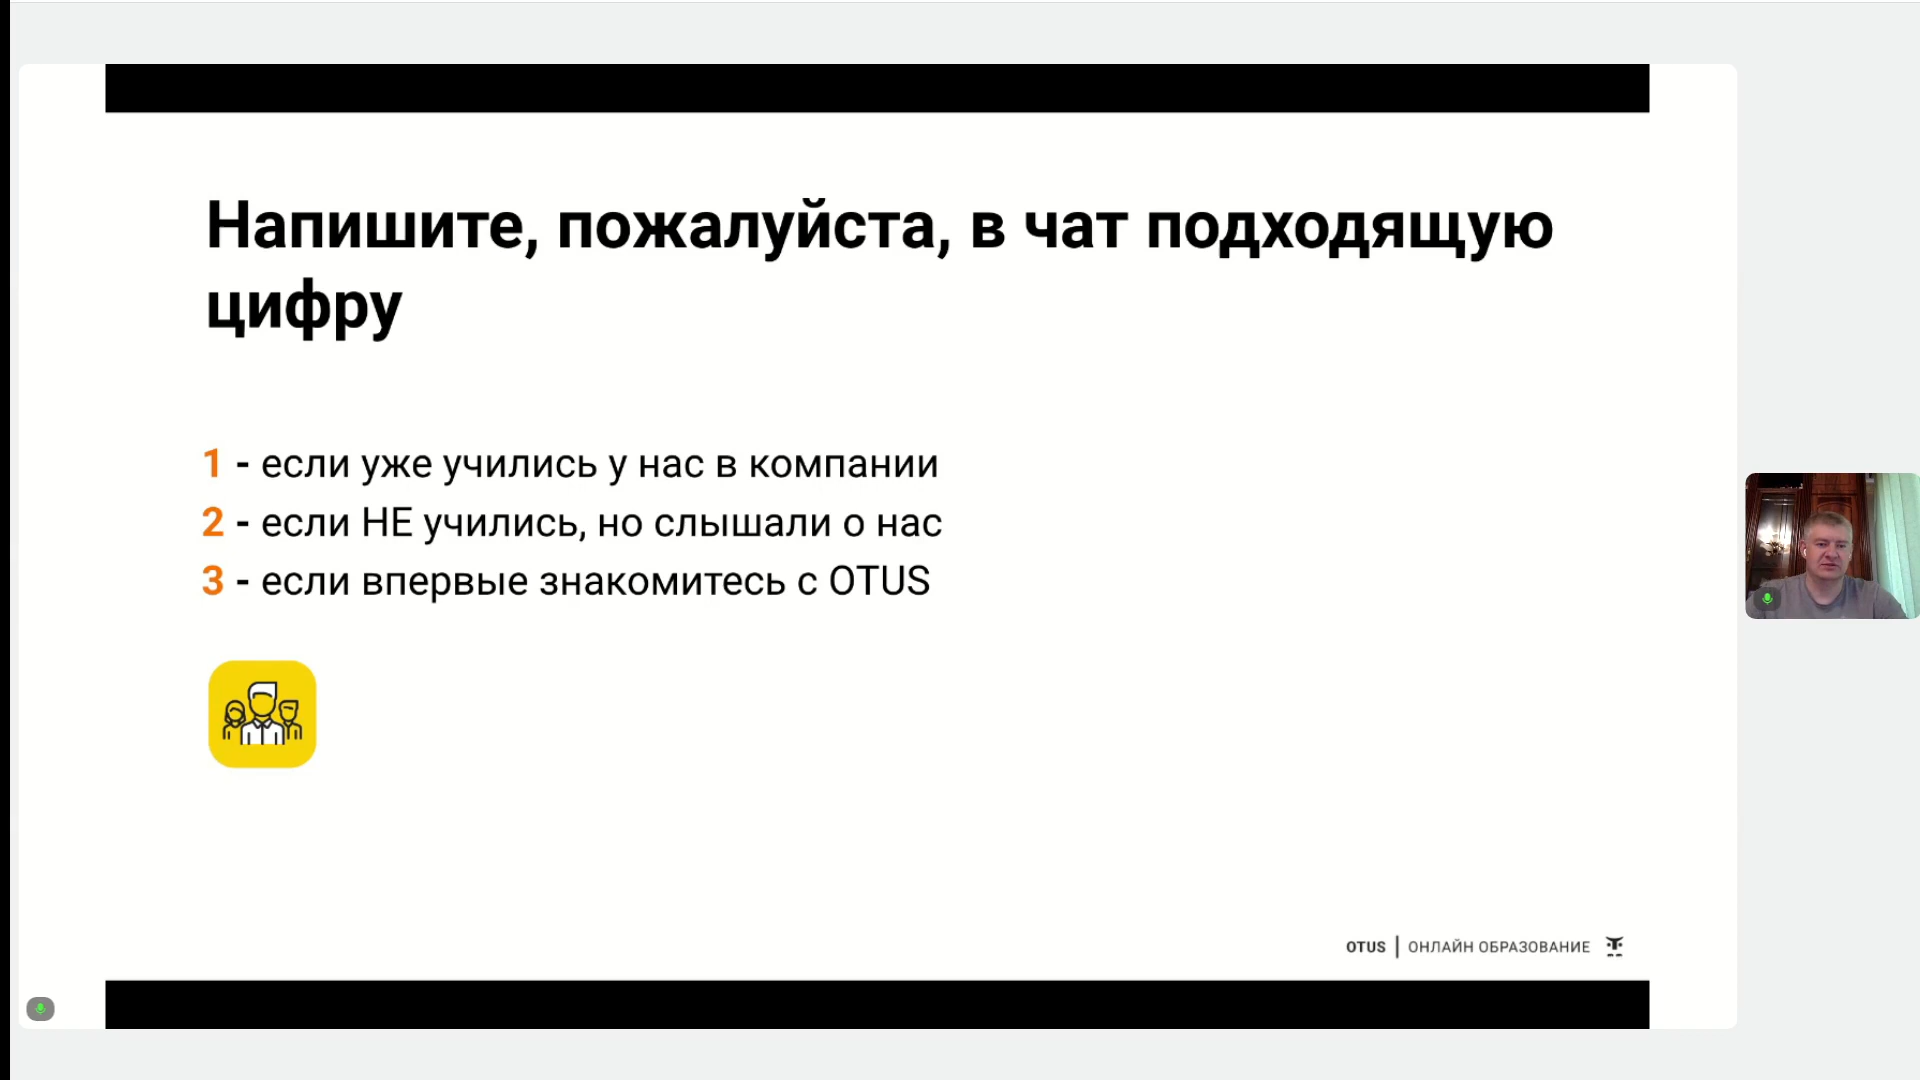 Напишите, пожалуйста, в чат подходящую
цифру
1 - если уже учились у нас в компании
2 - если НЕ учились, но слышали о нас
3 - если впервые знакомитесь с OTUS
OTUS | ОНЛАЙН ОБРАЗОВАНИЕ